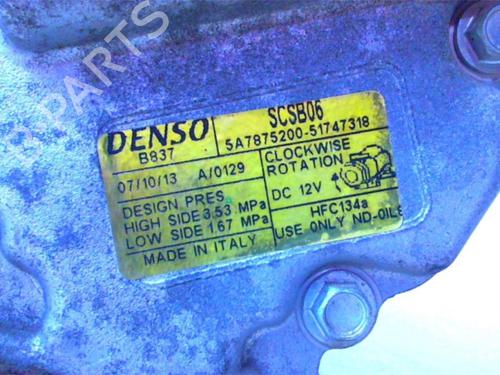 B PARTS
DENSO
SCSB06
B837
5A7875200-51747318
07/10/13 A/0129
CLOCKWISE
ROTATION
DC 12V
DESIGN PRES
HIGH SIDE 3.53 MPa
LOW SIDE 1.67 MPa
MADE IN ITALY
HFC134a
USE ONLY ND-OIL8